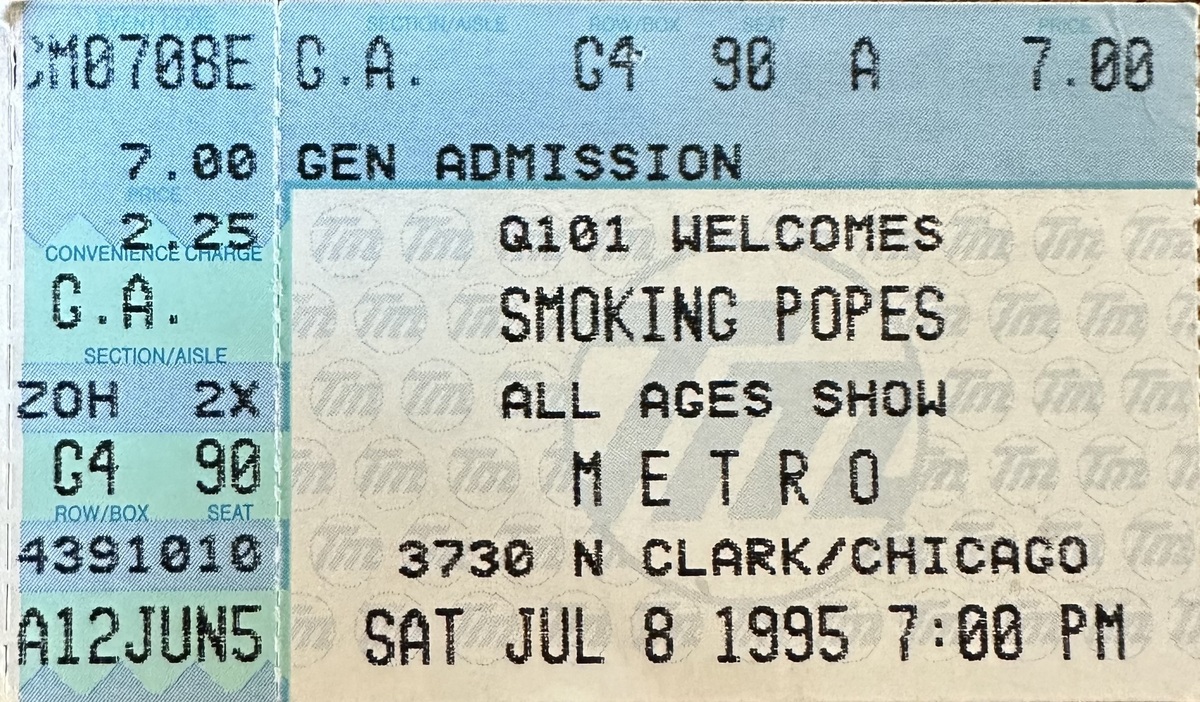 EVENT CODE
CM0708E
7.00
PRICE
2.25
CONVENIENCE CHARGE
G.A.
SECTION/AISLE
ZOH 2X
G4 90
ROW/BOX SEAT
4391010
A12JUN5
SECTION/AISLE ROW/BOX SEAT PRICE
G.A. G4 90 A 7.00
GEN ADMISSION
Q101 WELCOMES
SMOKING POPES
ALL AGES SHOW
M E T R O
3730 N CLARK/CHICAGO
SAT JUL 8 1995 7:00 PM